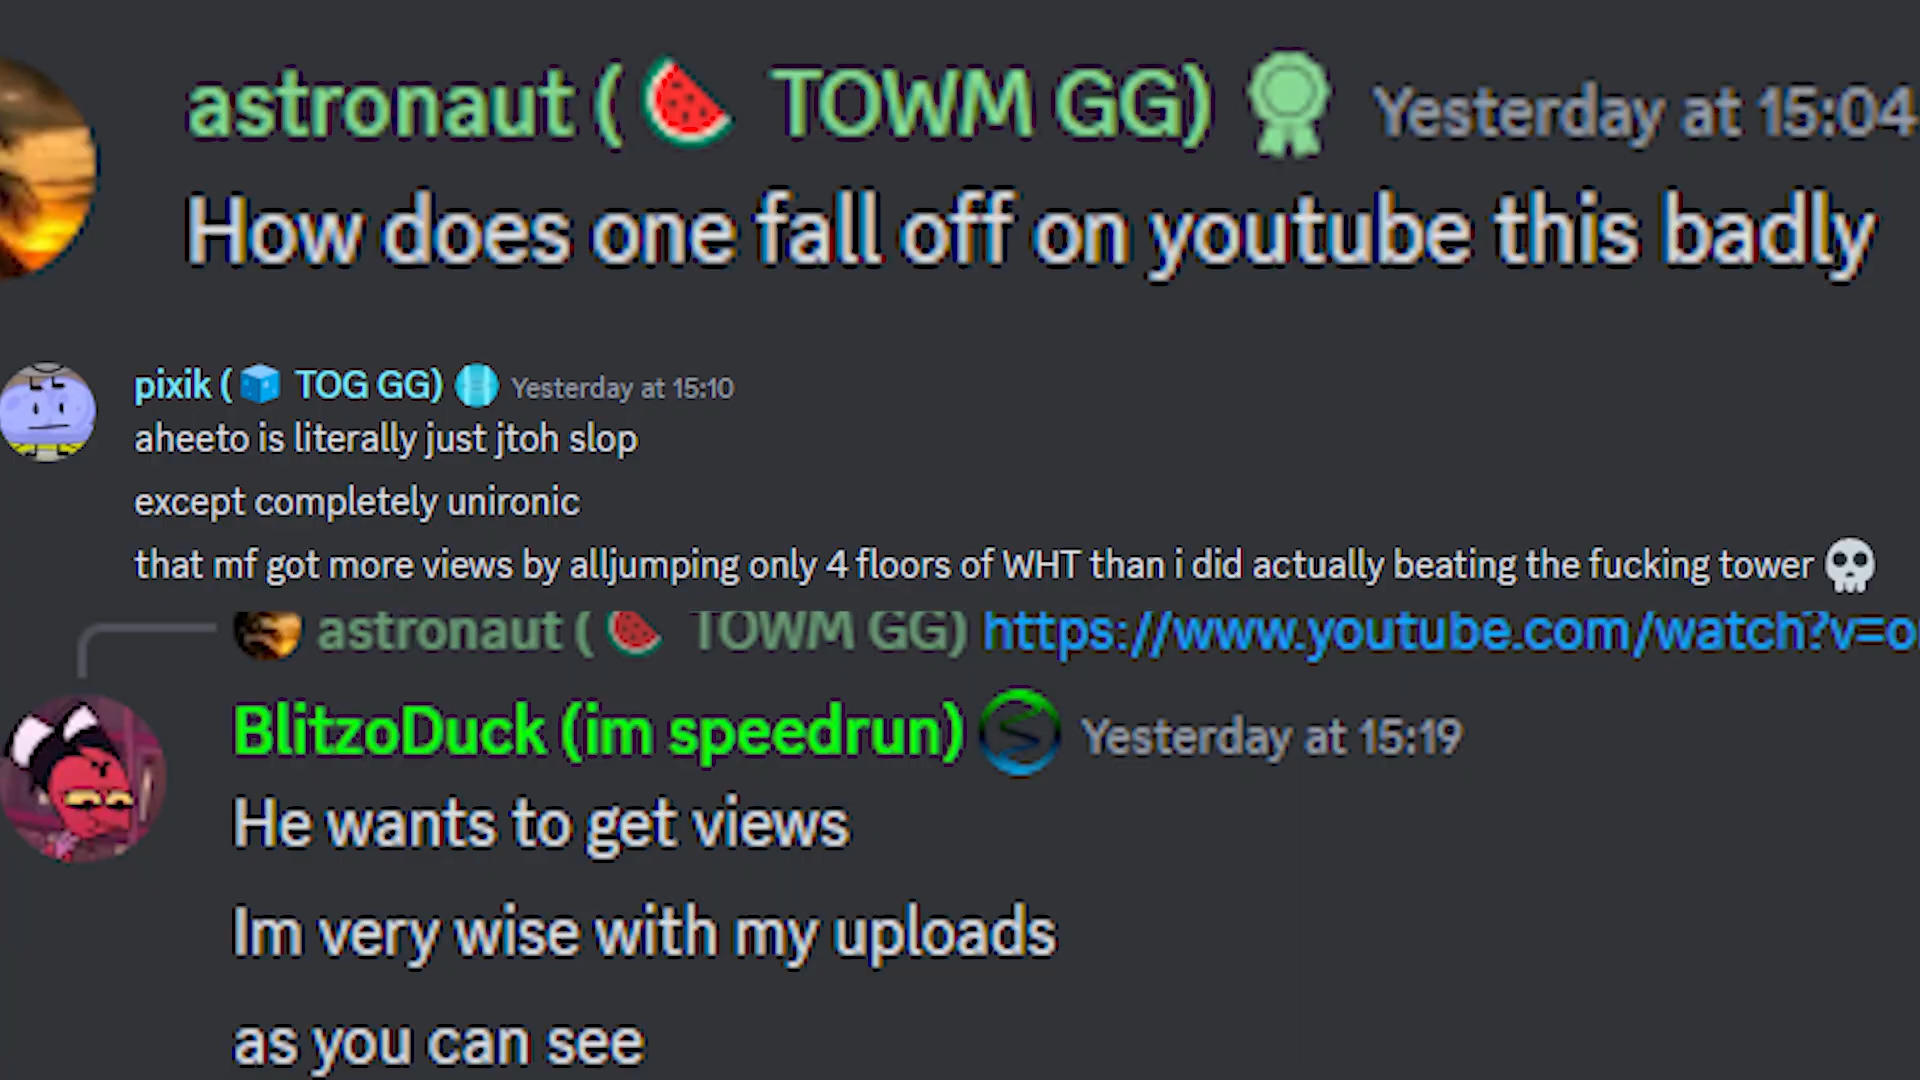 astronaut (🍉 TOWM GG) Yesterday at 15:04
How does one fall off on youtube this badly
pixik (🧊 TOG GG) Yesterday at 15:10
aheeto is literally just jtoh slop
except completely unironic
that mf got more views by alljumping only 4 floors of WHT than i did actually beating the fucking tower 💀
astronaut (🍉 TOWM GG) https://www.youtube.com/watch?v=o
BlitzoDuck (im speedrun) Yesterday at 15:19
He wants to get views
Im very wise with my uploads
as you can see